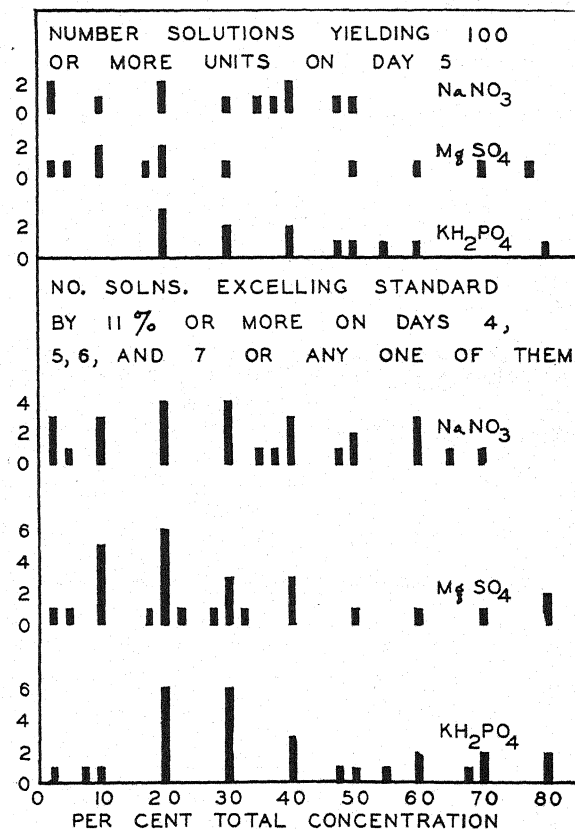 NUMBER SOLUTIONS YIELDING 100
OR MORE UNITS ON DAY 5
2
0
NaNO3
2
0
MgSO4
2
0
KH2PO4
NO. SOLNS. EXCELLING STANDARD
BY 11% OR MORE ON DAYS 4,
5,6, AND 7 OR ANY ONE OF THEM
4
2
0
NaNO3
6
4
2
0
MgSO4
6
4
2
0
KH2PO4
0 10 20 30 40 50 60 70 80
PER CENT TOTAL CONCENTRATION